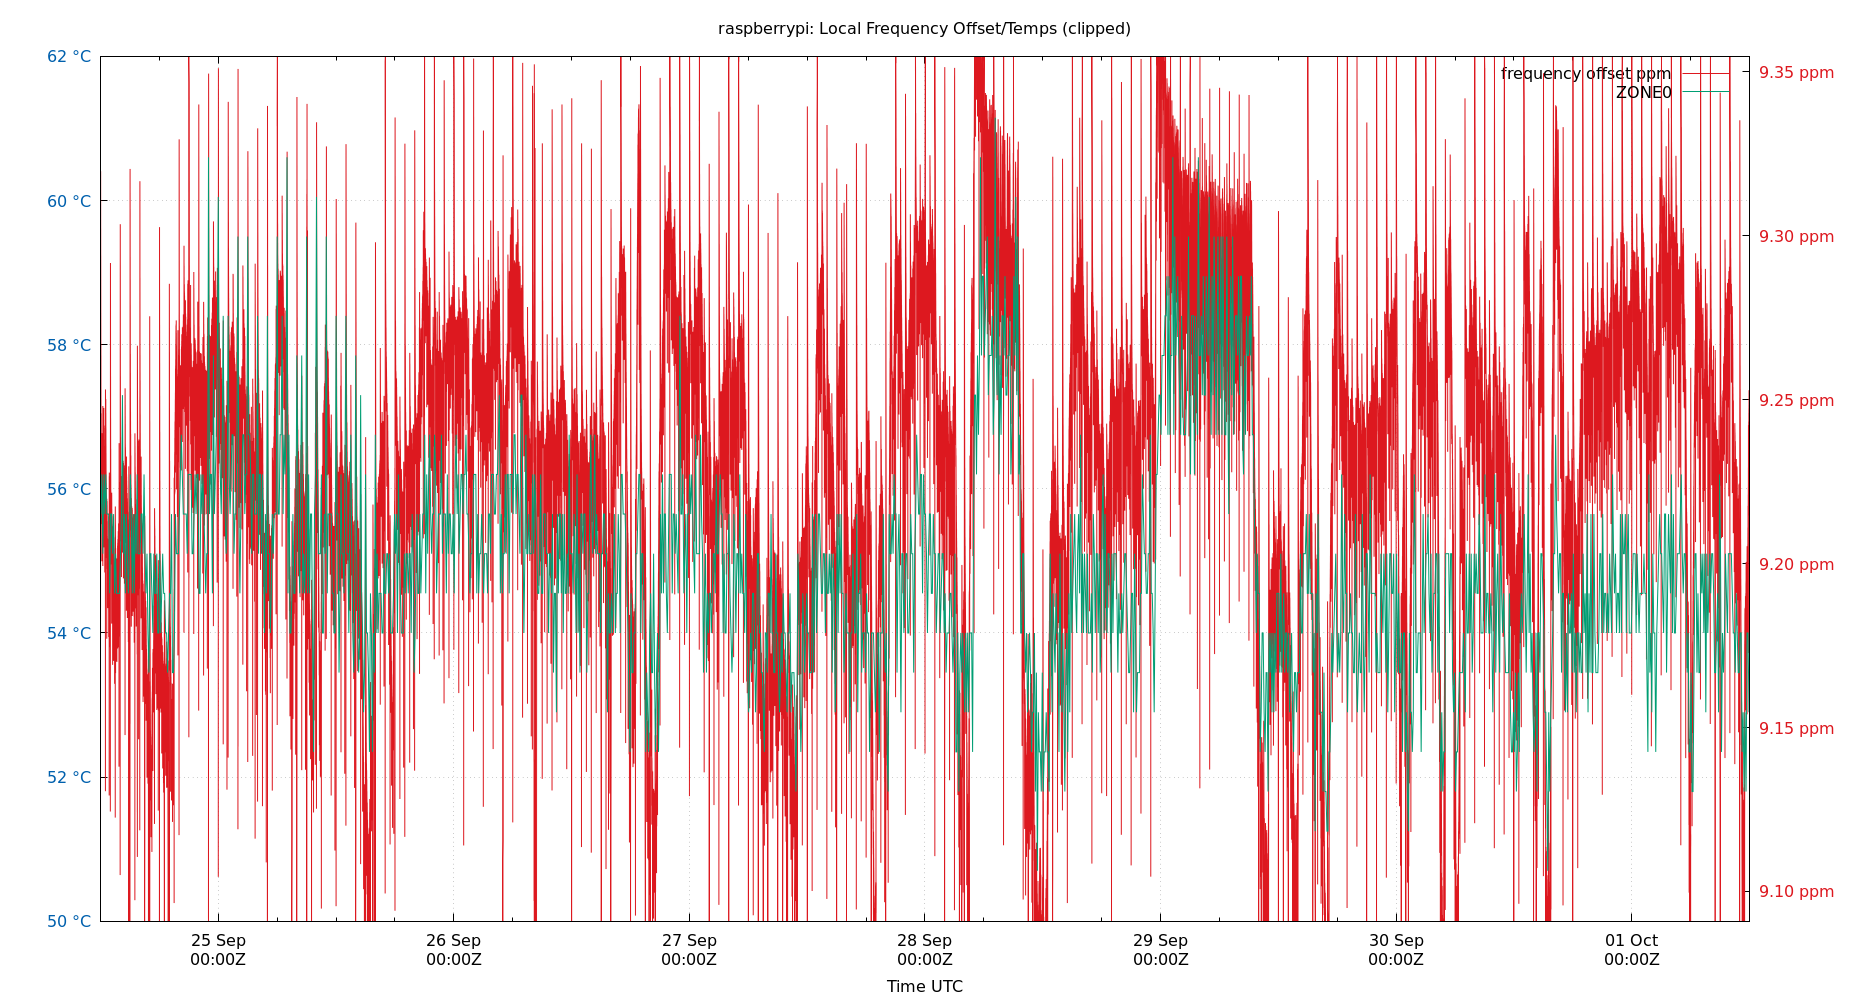 raspberrypi: Local Frequency Offset/Temps (clipped)
62 °C
60 °C
58 °C
56 °C
54 °C
52 °C
50 °C
frequency offset ppm
ZONE0
9.35 ppm
9.30 ppm
9.25 ppm
9.20 ppm
9.15 ppm
9.10 ppm
25 Sep
00:00Z
26 Sep
00:00Z
27 Sep
00:00Z
28 Sep
00:00Z
29 Sep
00:00Z
30 Sep
00:00Z
01 Oct
00:00Z
Time UTC